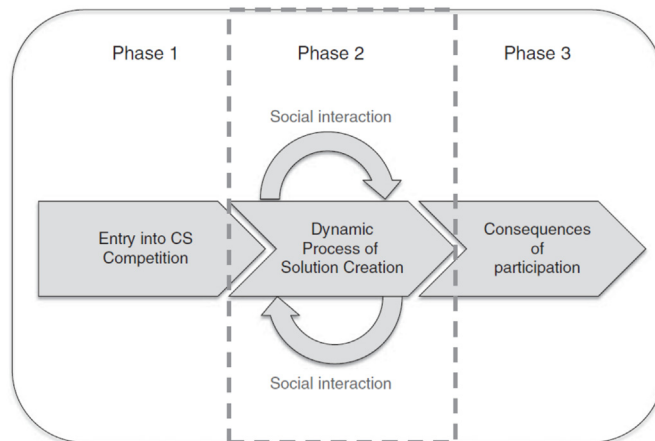 Phase 1
Phase 2
Phase 3
Social interaction
Entry into CS
Competition
Dynamic
Process of
Solution Creation
Consequences
of
participation
Social interaction